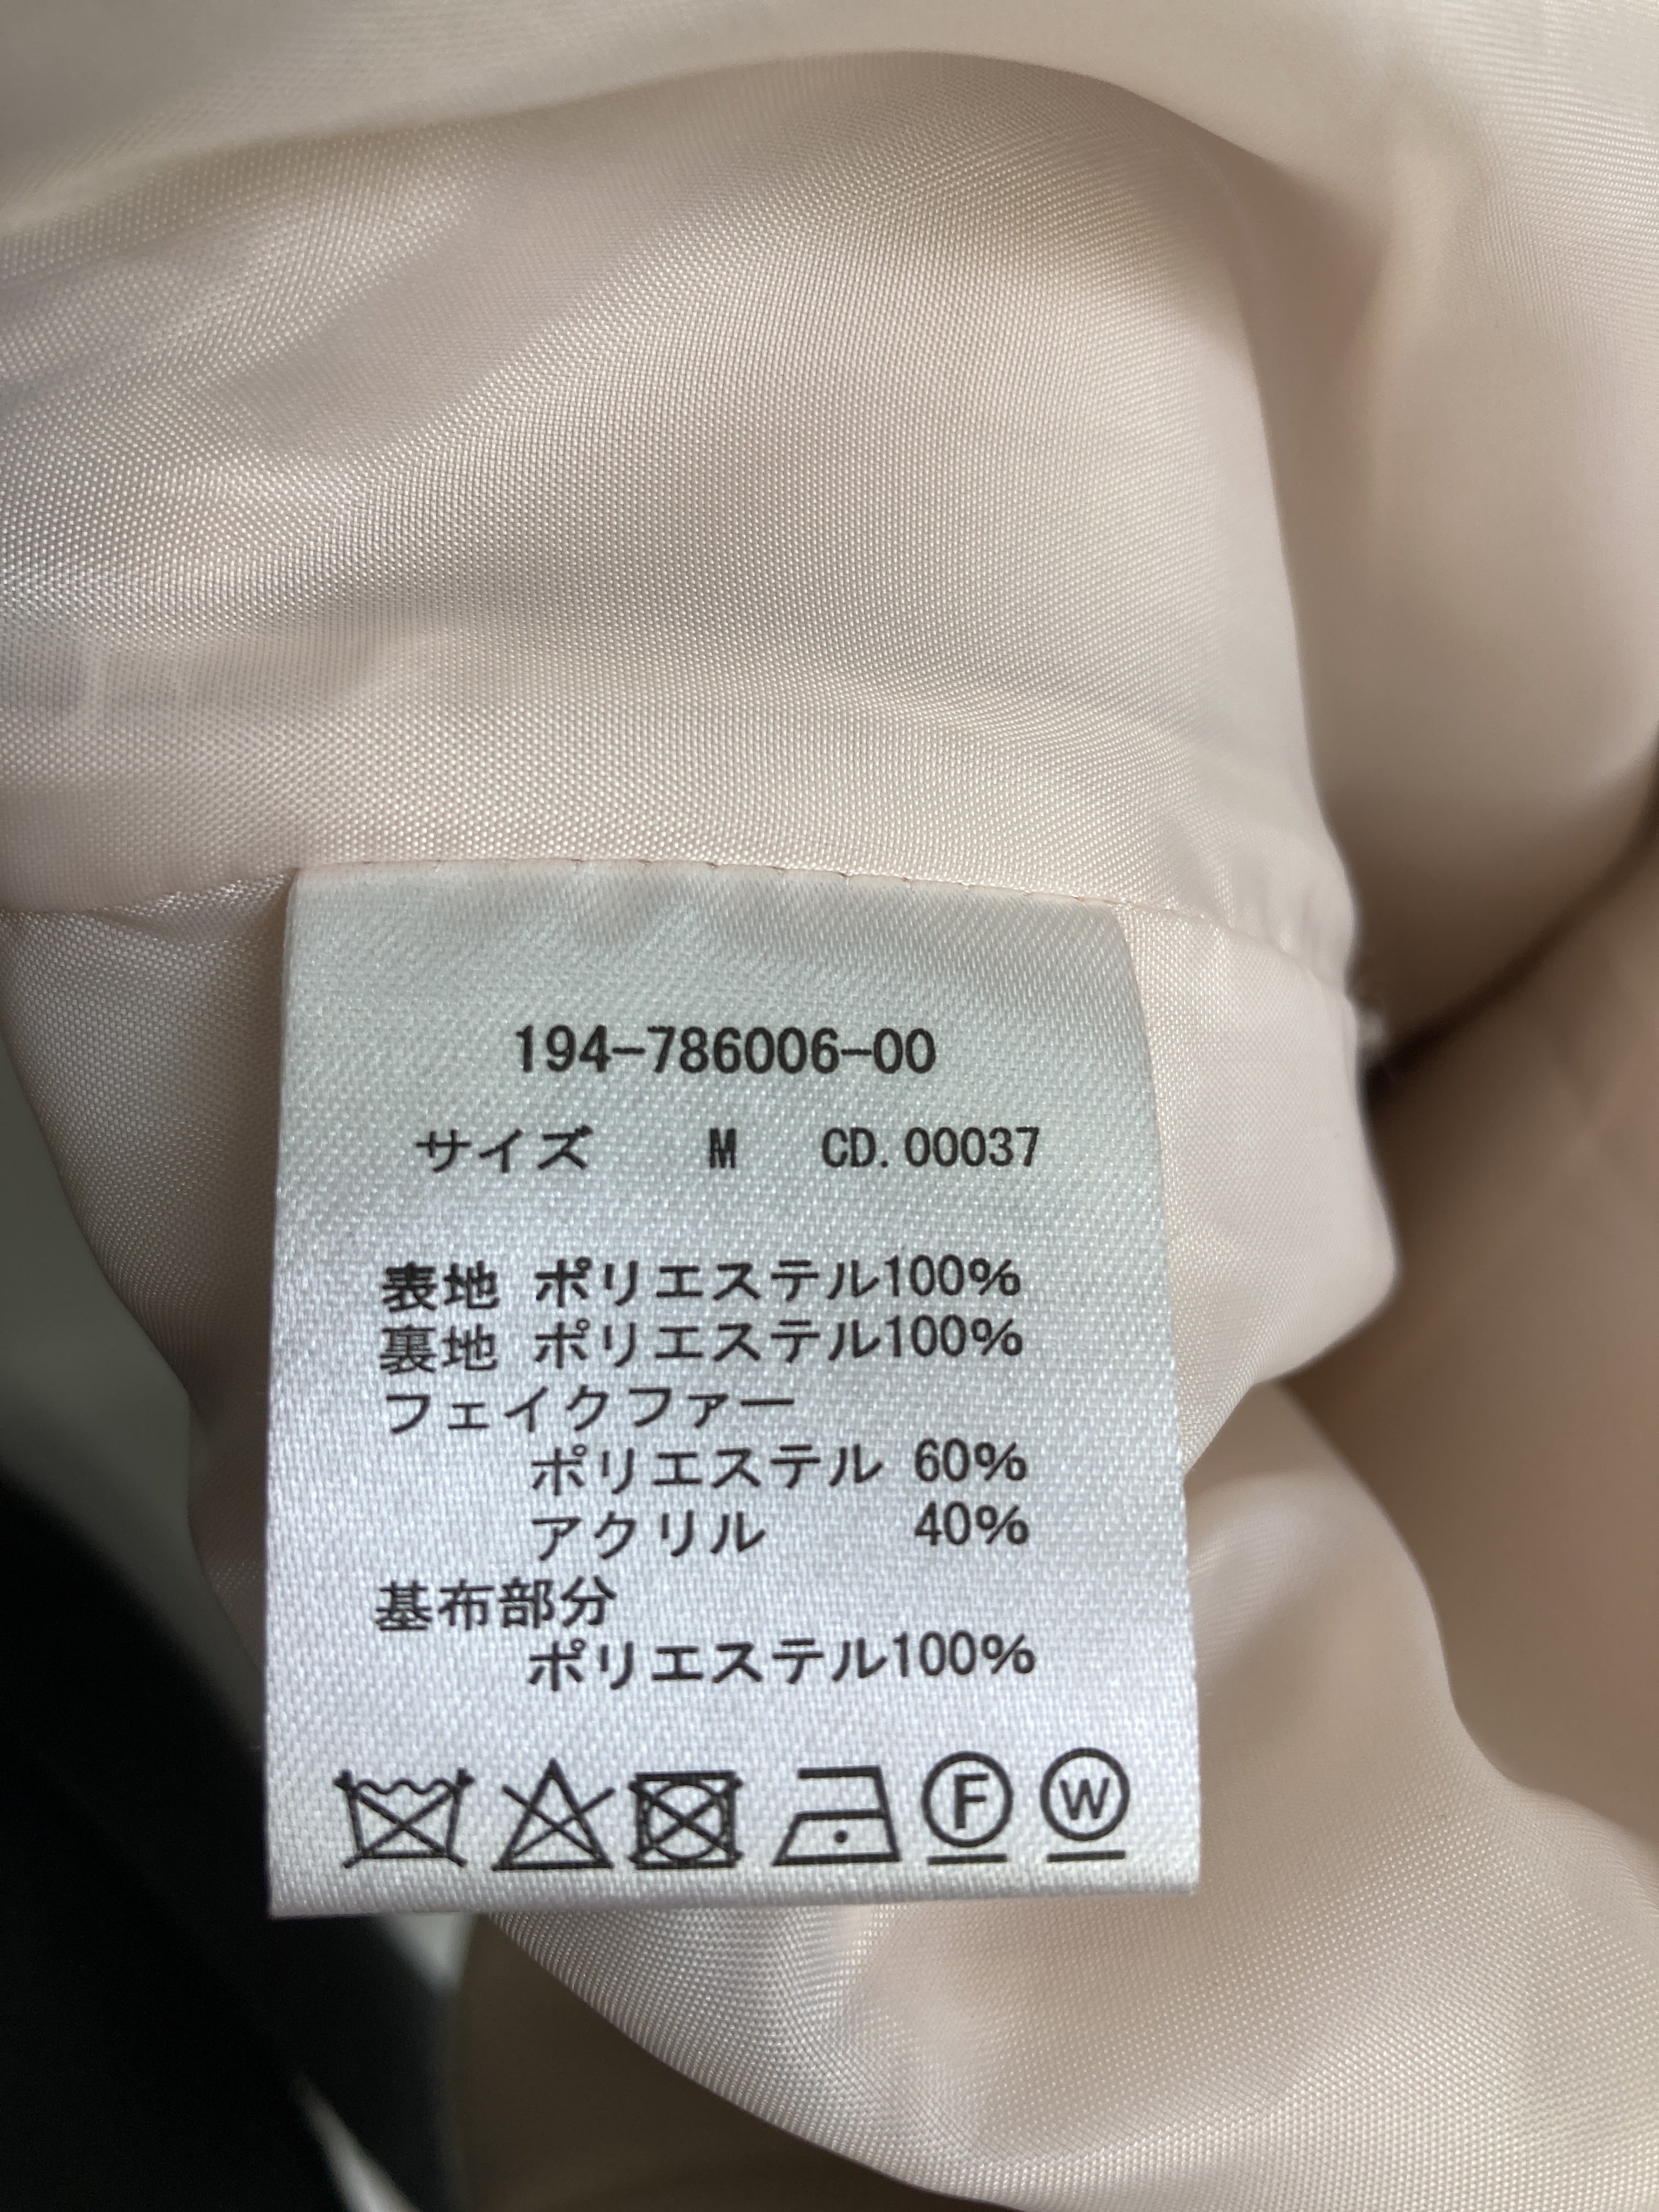 194-786006-00
サイズ M CD.00037
表地 ポリエステル100%
裏地 ポリエステル100%
フェイクファー
ポリエステル 60%
アクリル 40%
基布部分
ポリエステル100%
F W